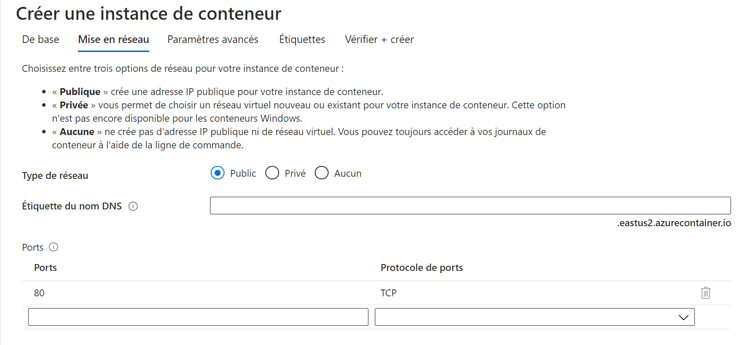 Créer une instance de conteneur
De base Mise en réseau Paramètres avancés Étiquettes Vérifier + créer
Choisissez entre trois options de réseau pour votre instance de conteneur :
• « Publique » crée une adresse IP publique pour votre instance de conteneur.
• « Privée » vous permet de choisir un réseau virtuel nouveau ou existant pour votre instance de conteneur. Cette option
n'est pas encore disponible pour les conteneurs Windows.
• « Aucune » ne crée pas d'adresse IP publique ni de réseau virtuel. Vous pouvez toujours accéder à vos journaux de
conteneur à l'aide de la ligne de commande.
Type de réseau Public Privé Aucun
Étiquette du nom DNS
.eastus2.azurecontainer.io
Ports
Ports Protocole de ports
80 TCP